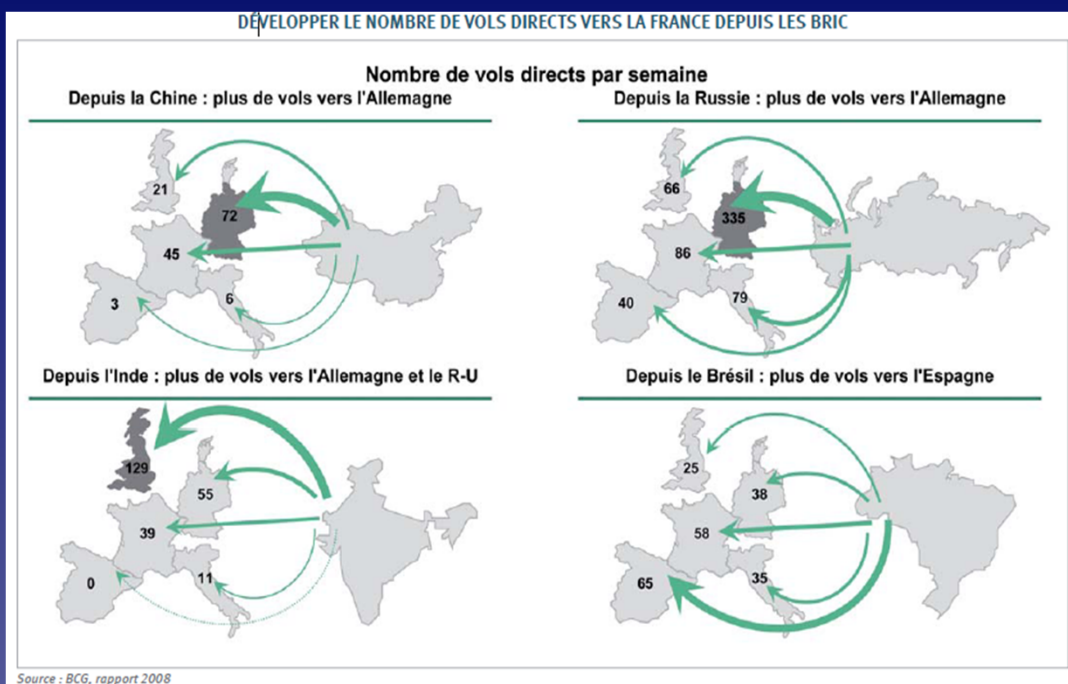 DÉVELOPPER LE NOMBRE DE VOLS DIRECTS VERS LA FRANCE DEPUIS LES BRIC
Nombre de vols directs par semaine
Depuis la Chine : plus de vols vers l'Allemagne
21
72
45
3
6
Depuis la Russie : plus de vols vers l'Allemagne
66
335
86
40
79
Depuis l'Inde : plus de vols vers l'Allemagne et le R-U
129
55
39
0
11
Depuis le Brésil : plus de vols vers l'Espagne
25
38
58
65
35
Source : BCG, rapport 2008